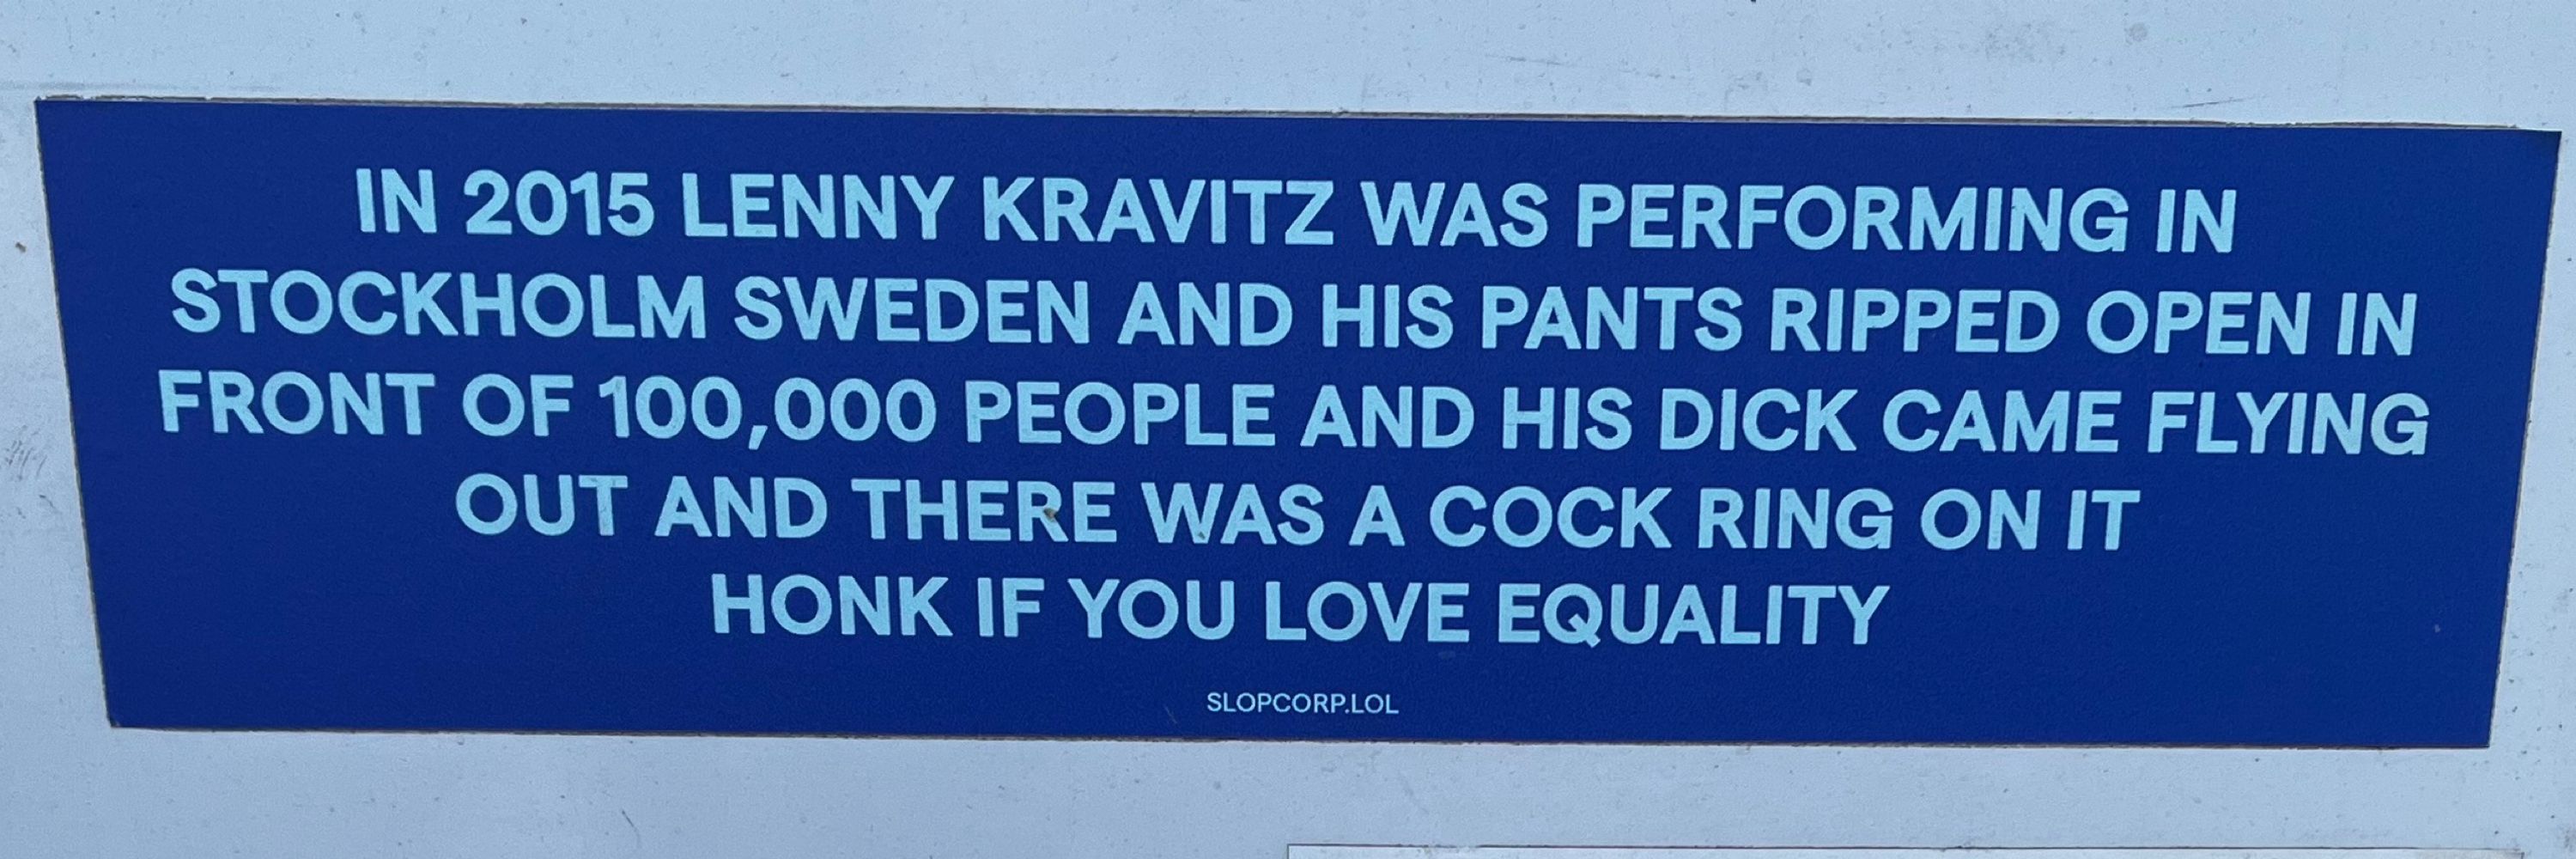 IN 2015 LENNY KRAVITZ WAS PERFORMING IN
STOCKHOLM SWEDEN AND HIS PANTS RIPPED OPEN IN
FRONT OF 100,000 PEOPLE AND HIS DICK CAME FLYING
OUT AND THERE WAS A COCK RING ON IT
HONK IF YOU LOVE EQUALITY
SLOPCORP.LOL